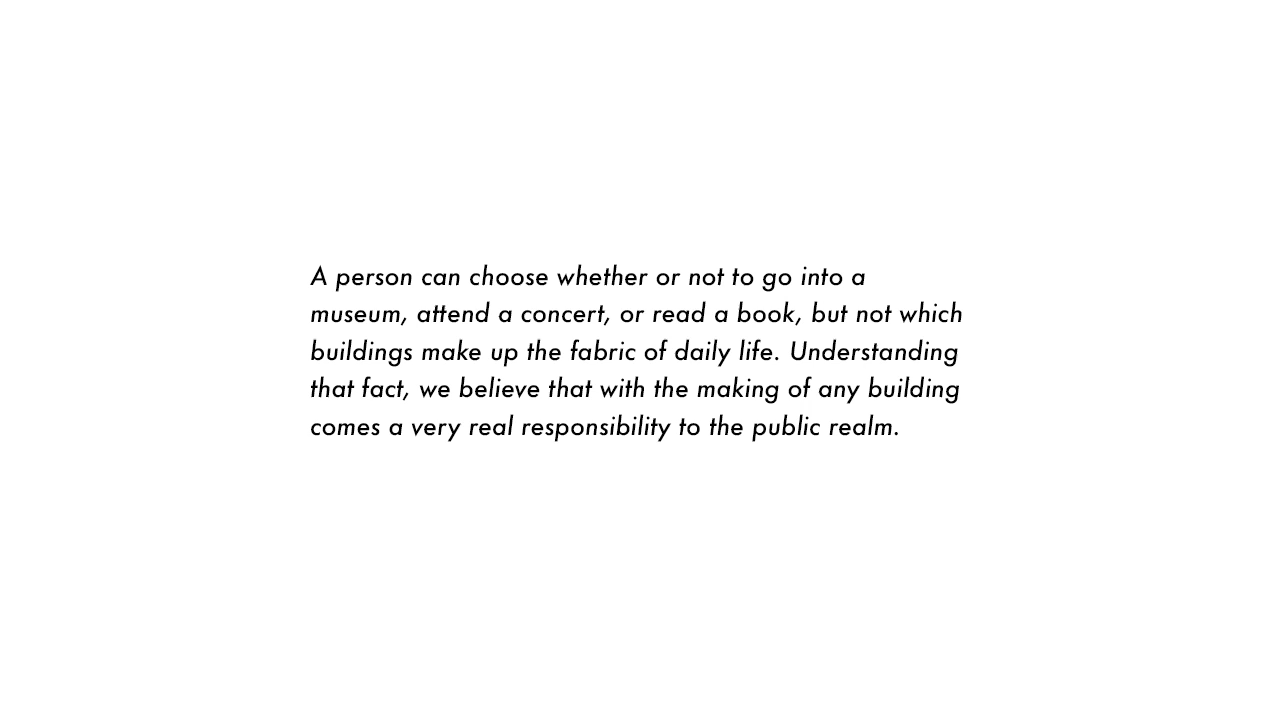 A person can choose whether or not to go into a
museum, attend a concert, or read a book, but not which
buildings make up the fabric of daily life. Understanding
that fact, we believe that with the making of any building
comes a very real responsibility to the public realm.